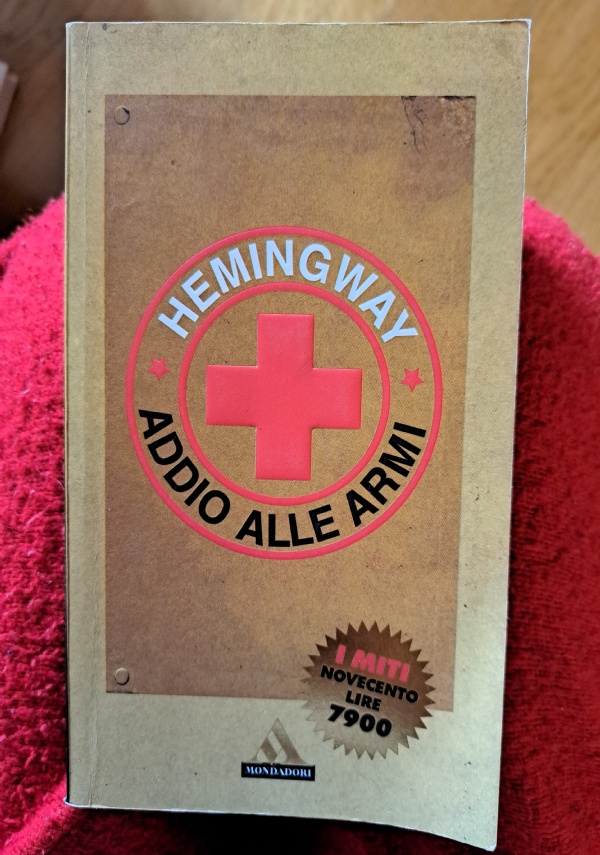 HEMINGWAY
ADDIO ALLE ARMI
I MITI
NOVECENTO
LIRE
7900
MONDADORI